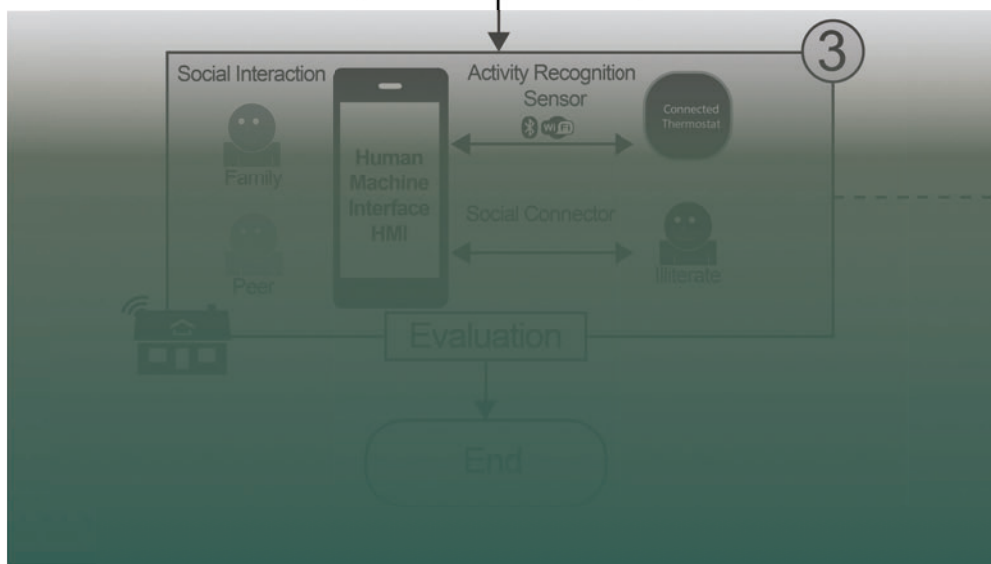 3
Social Interaction
Activity Recognition
Sensor
WiFi
Connected
Thermostat
Family
Human
Machine
Interface
HMI
Social Connector
Peer
Illiterate
Evaluation
End